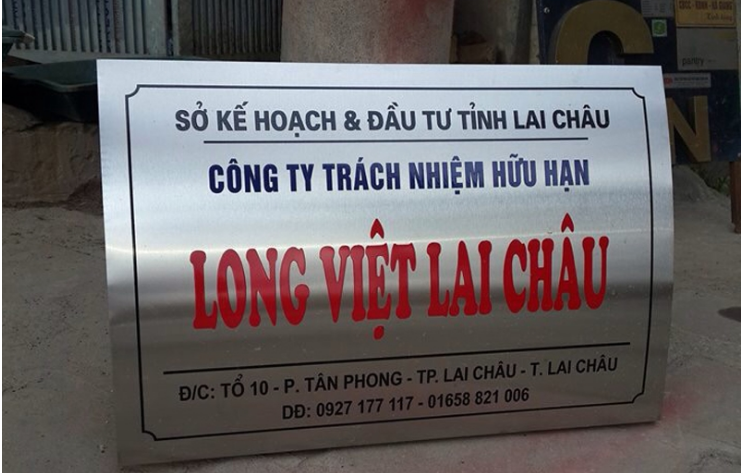 SỞ KẾ HOẠCH & ĐẦU TƯ TỈNH LAI CHÂU
CÔNG TY TRÁCH NHIỆM HỮU HẠN
LONG VIỆT LAI CHÂU
Đ/C: TỔ 10 - P. TÂN PHONG - TP. LAI CHÂU - T. LAI CHÂU
DĐ: 0927 177 117 - 01658 821 006
C
N
pantry